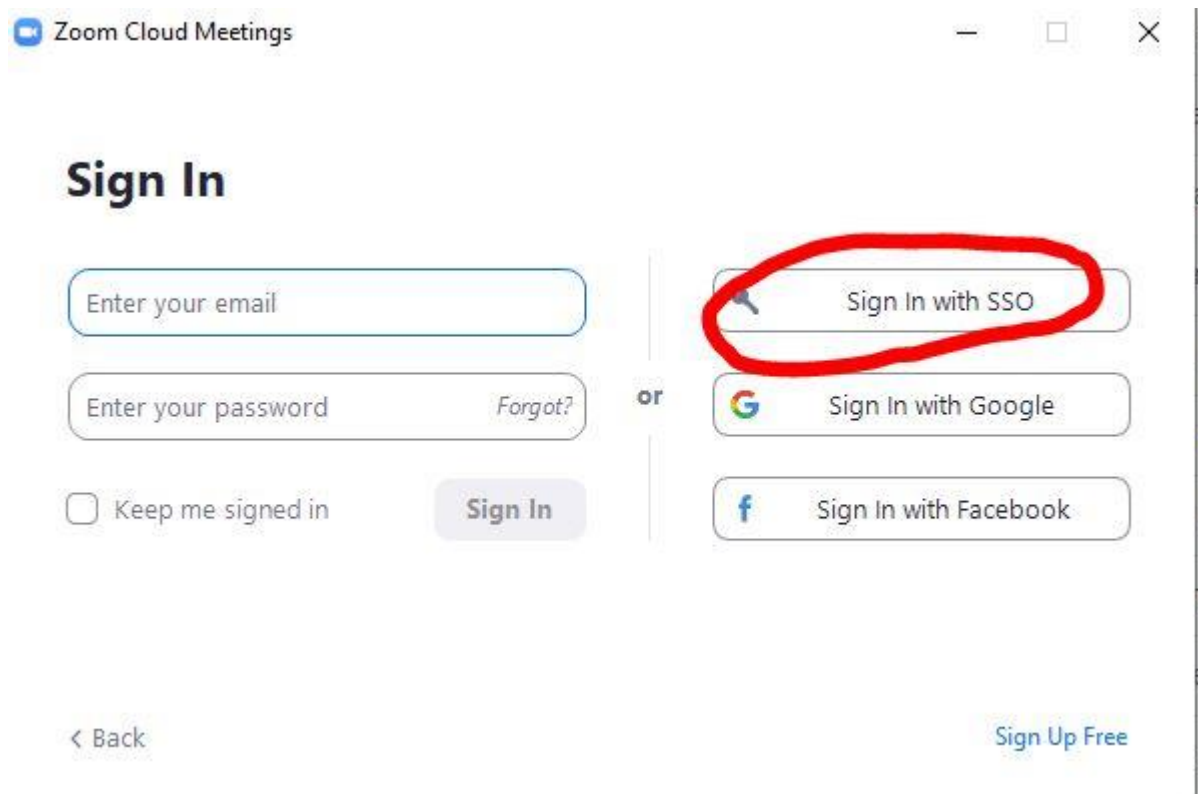 Zoom Cloud Meetings
Sign In
Enter your email
Enter your password Forgot?
Keep me signed in Sign In
or
Sign In with SSO
Sign In with Google
Sign In with Facebook
< Back
Sign Up Free